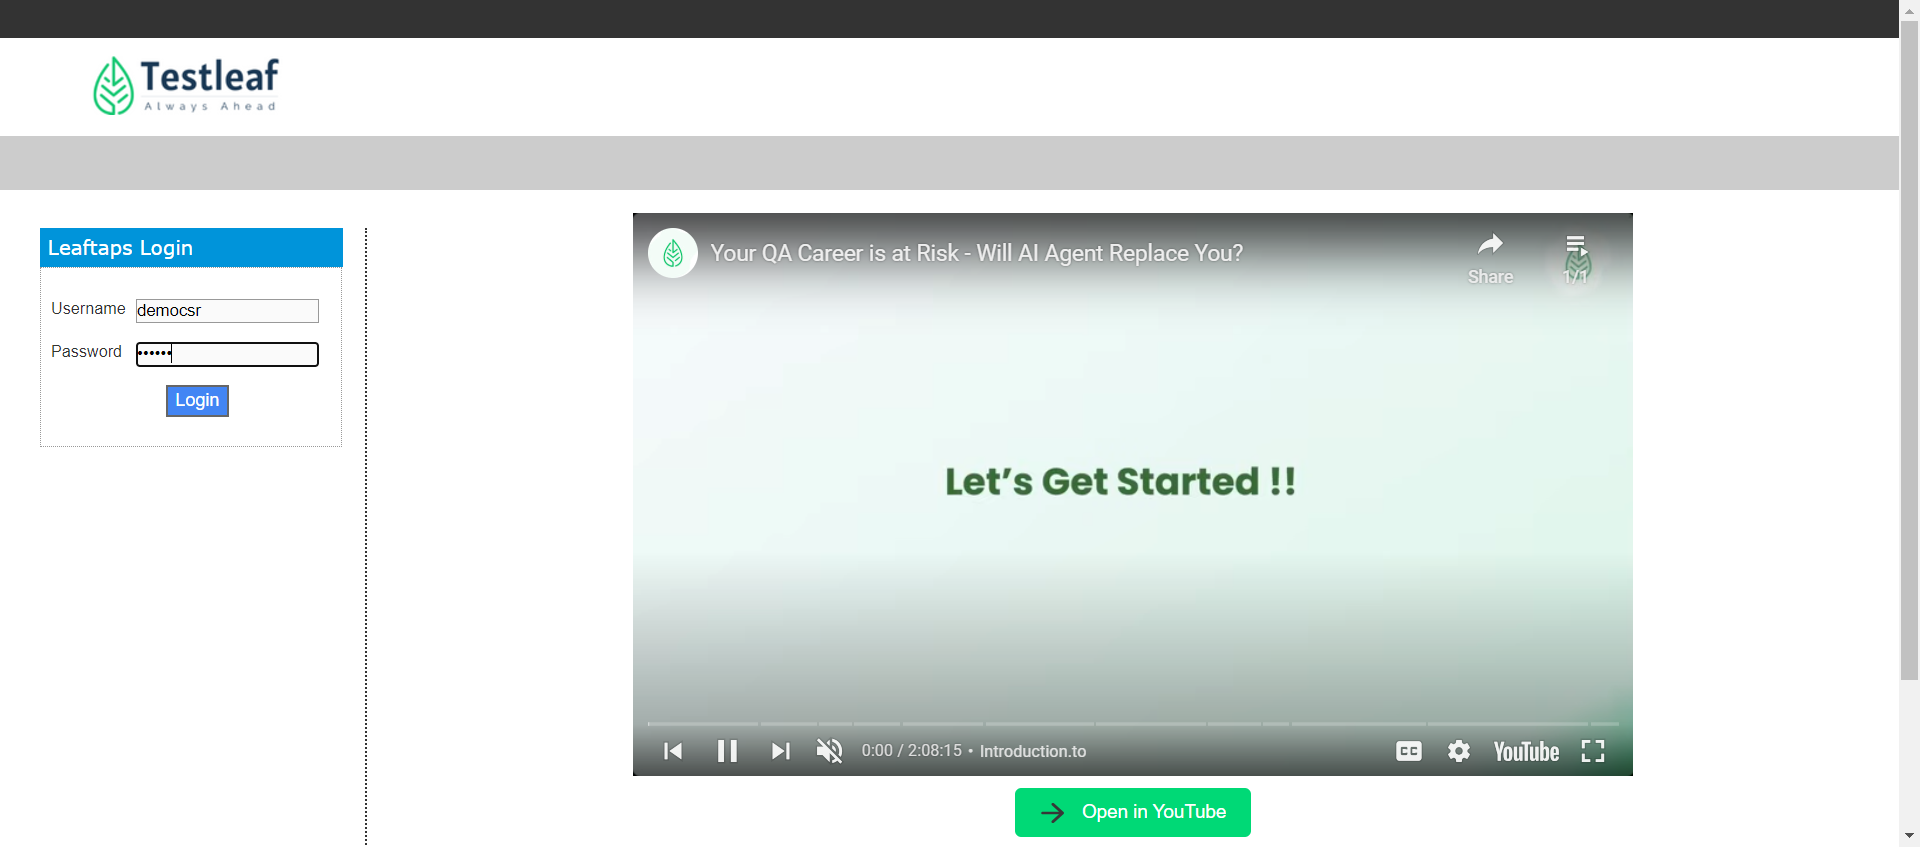 Testleaf
Always Ahead
Leaftaps Login
Username
democsr
Password
••••••
Login
Your QA Career is at Risk - Will AI Agent Replace You?
Share
1/1
Let's Get Started !!
0:00 / 2:08:15 • Introduction.to
CC
YouTube
Open in YouTube